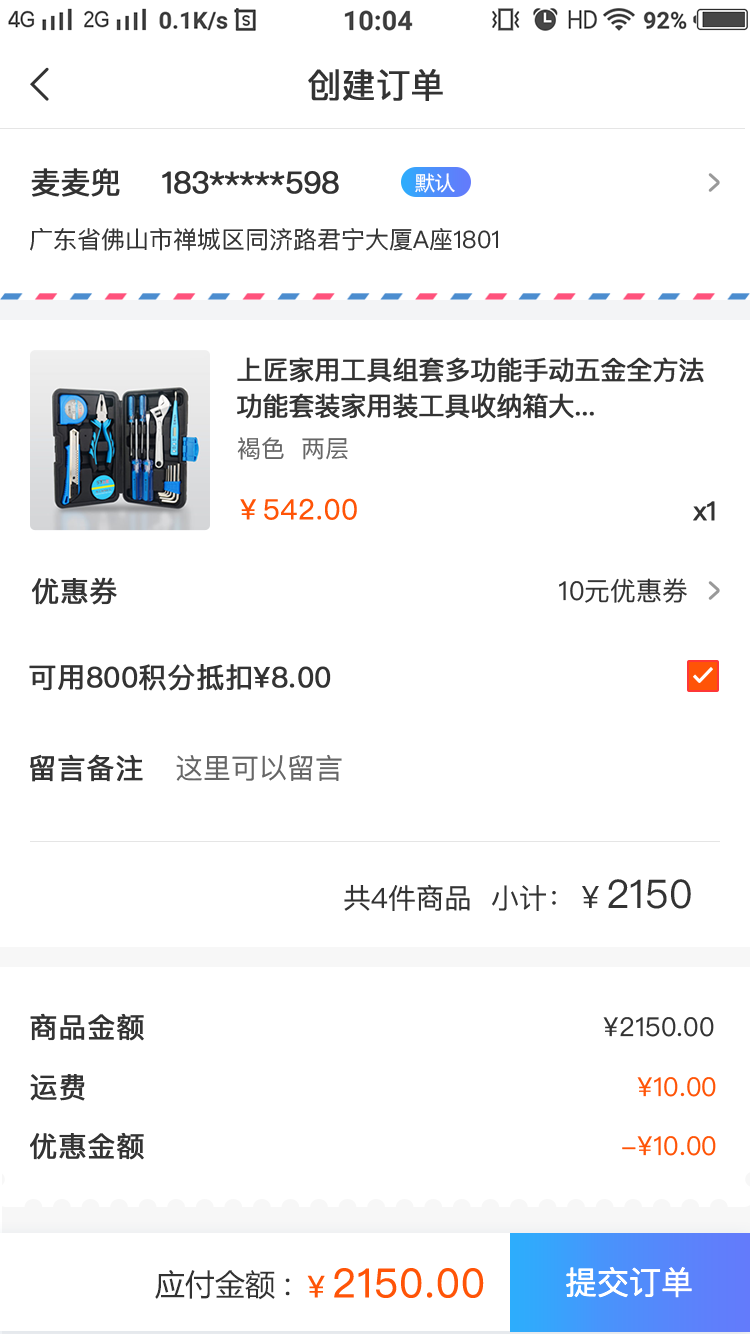 4G 2G 0.1K/s S 10:04 HD 92%
创建订单
麦麦兜 183*****598 默认
广东省佛山市禅城区同济路君宁大厦A座1801
上匠家用工具组套多功能手动五金全方法
功能套装家用装工具收纳箱大...
褐色 两层
¥ 542.00 x1
优惠券 10元优惠券
可用800积分抵扣¥8.00
留言备注 这里可以留言
共4件商品 小计： ¥ 2150
商品金额 ¥2150.00
运费 ¥10.00
优惠金额 -¥10.00
应付金额： ¥ 2150.00 提交订单